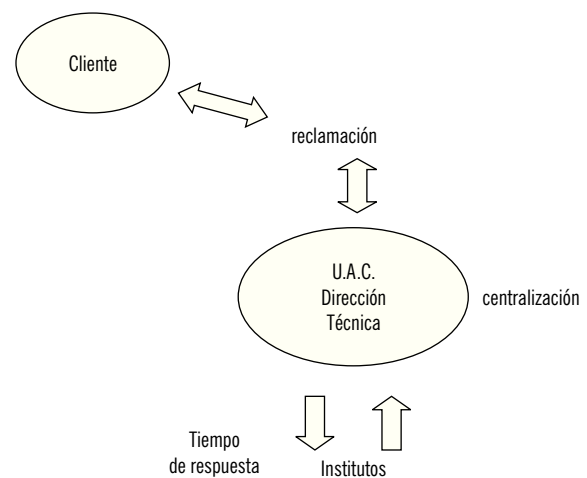 Cliente
reclamación
U.A.C.
Dirección
Técnica
centralización
Tiempo
de respuesta
Institutos